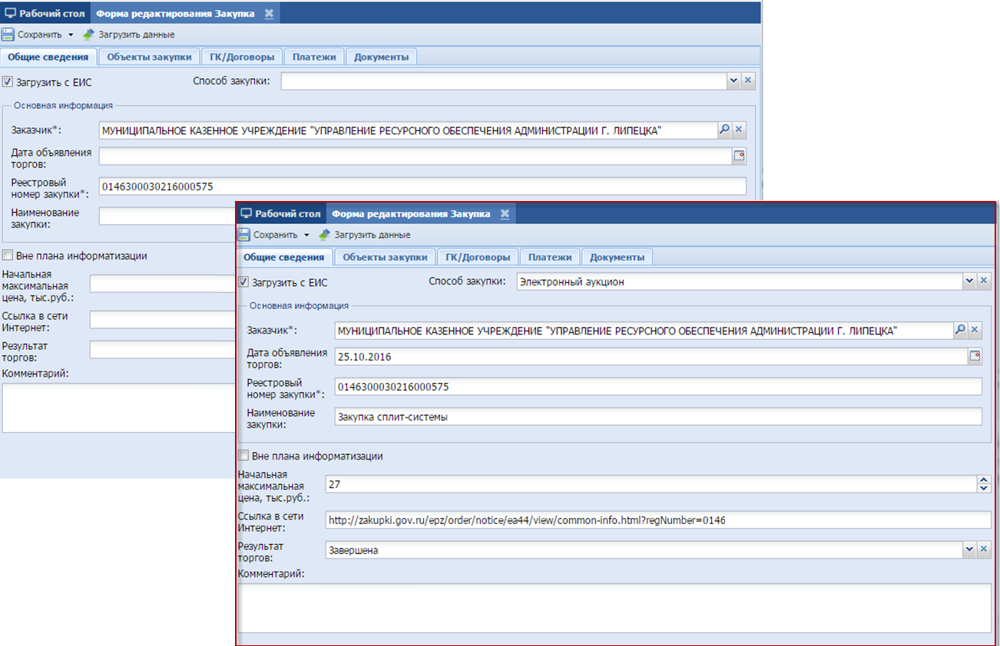 Рабочий стол Форма редактирования Закупка
Сохранить Загрузить данные
Общие сведения Объекты закупки ГК/Договоры Платежи Документы
Загрузить с ЕИС Способ закупки:
Основная информация
Заказчик*: МУНИЦИПАЛЬНОЕ КАЗЕННОЕ УЧРЕЖДЕНИЕ "УПРАВЛЕНИЕ РЕСУРСНОГО ОБЕСПЕЧЕНИЯ АДМИНИСТРАЦИИ Г. ЛИПЕЦКА"
Дата объявления
торгов:
Реестровый
номер закупки*: 0146300030216000575
Наименование
закупки:
Вне плана информатизации
Начальная
максимальная
цена, тыс.руб.:
Ссылка в сети
Интернет:
Результат
торгов:
Комментарий:
Рабочий стол Форма редактирования Закупка
Сохранить Загрузить данные
Общие сведения Объекты закупки ГК/Договоры Платежи Документы
Загрузить с ЕИС Способ закупки: Электронный аукцион
Основная информация
Заказчик*: МУНИЦИПАЛЬНОЕ КАЗЕННОЕ УЧРЕЖДЕНИЕ "УПРАВЛЕНИЕ РЕСУРСНОГО ОБЕСПЕЧЕНИЯ АДМИНИСТРАЦИИ Г. ЛИПЕЦКА"
Дата объявления
торгов: 25.10.2016
Реестровый
номер закупки*: 0146300030216000575
Наименование
закупки: Закупка сплит-системы
Вне плана информатизации
Начальная
максимальная
цена, тыс.руб.: 27
Ссылка в сети
Интернет: http://zakupki.gov.ru/epz/order/notice/ea44/view/common-info.html?regNumber=0146
Результат
торгов: Завершена
Комментарий: